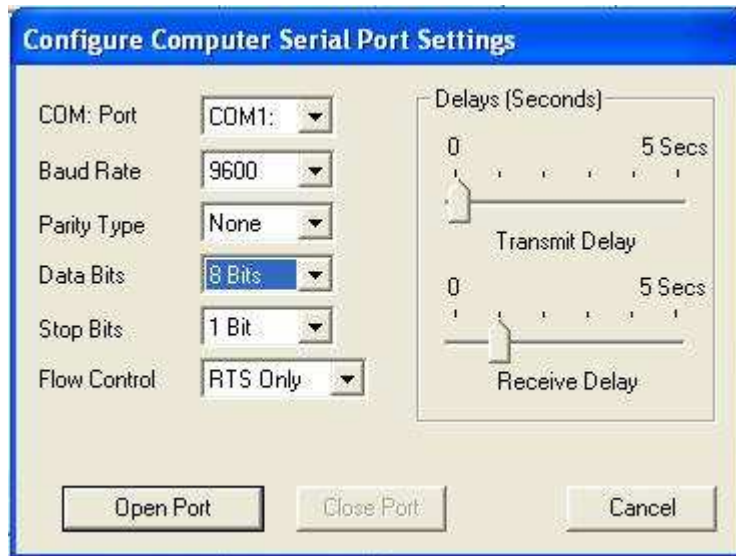 Configure Computer Serial Port Settings
COM: Port COM1:
Baud Rate 9600
Parity Type None
Data Bits 8 Bits
Stop Bits 1 Bit
Flow Control RTS Only
Delays (Seconds)
0 5 Secs
Transmit Delay
0 5 Secs
Receive Delay
Open Port Close Port Cancel